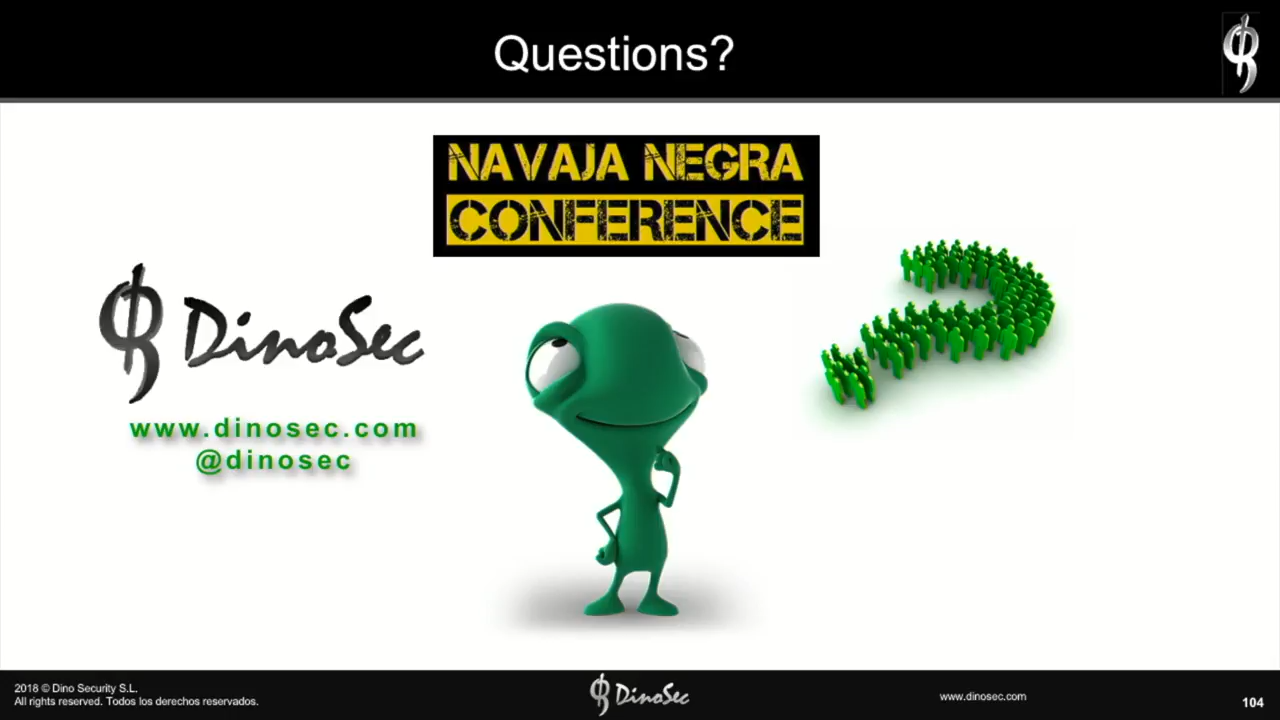 Questions?
NAVAJA NEGRA
CONFERENCE
DinoSec
www.dinosec.com
@dinosec
2018 © Dino Security S.L.
All rights reserved. Todos los derechos reservados.
DinoSec
www.dinosec.com
104